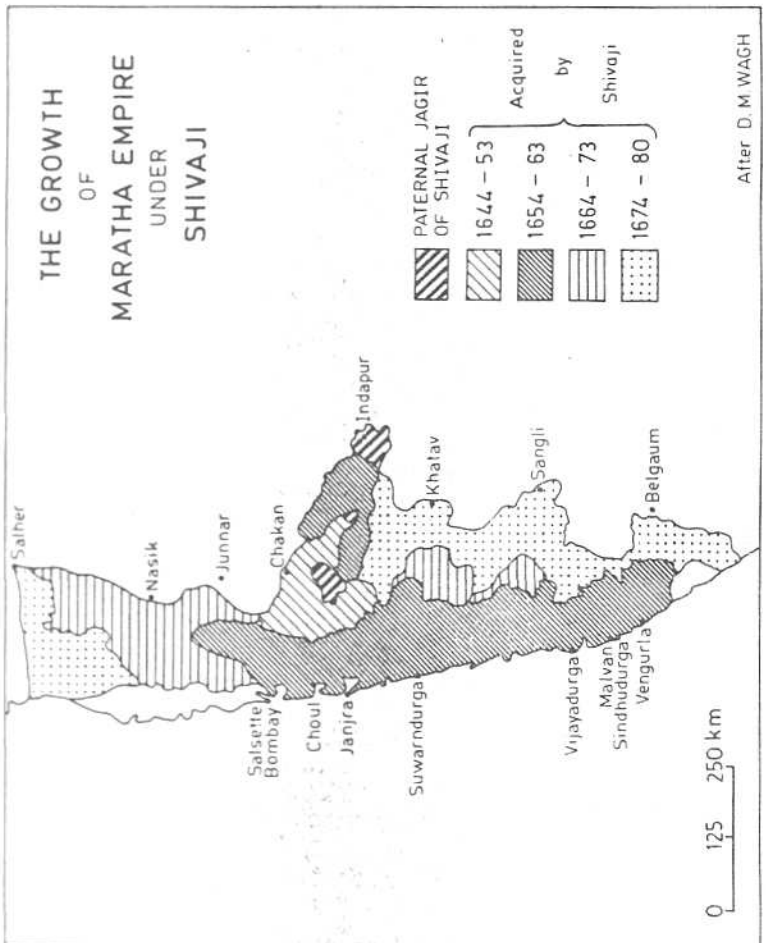 THE GROWTH
OF
MARATHA EMPIRE
UNDER
SHIVAJI
PATERNAL JAGIR
OF SHIVAJI
1644 – 53
1654 – 63
1664 – 73
1674 – 80
Acquired
by
Shivaji
Salher
Nasik
Junnar
Chakan
Indapur
Khatav
Sangli
Belgaum
Salsette
Bombay
Choul
Janjra
Suwarndurga
Vijayadurga
Malvan
Sindhudurga
Vengurla
0 125 250 km
After D. M. WAGH